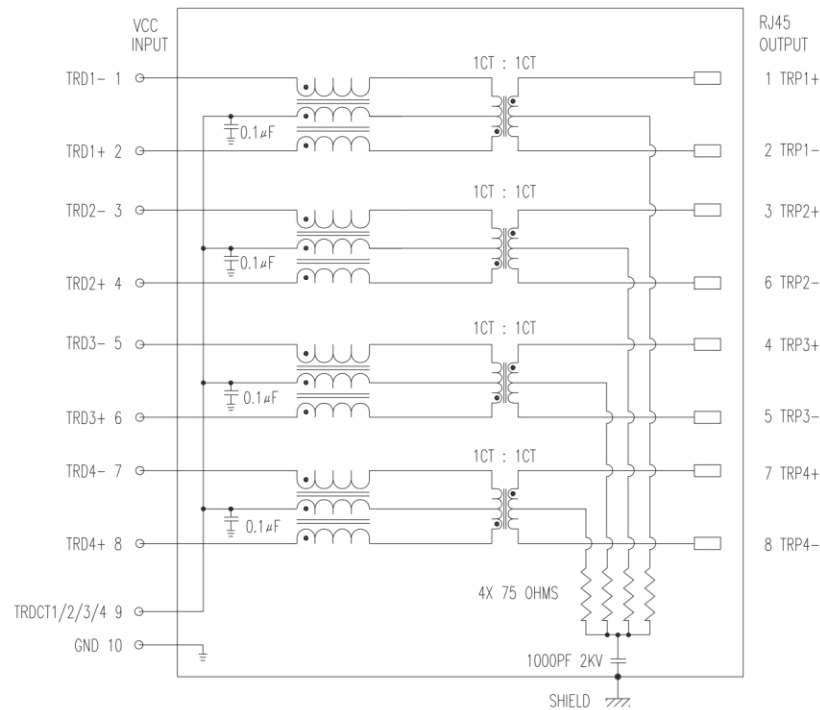 VCC
INPUT
RJ45
OUTPUT
1CT : 1CT
TRD1- 1
1 TRP1+
0.1µF
TRD1+ 2
2 TRP1-
1CT : 1CT
TRD2- 3
3 TRP2+
0.1µF
TRD2+ 4
6 TRP2-
1CT : 1CT
TRD3- 5
4 TRP3+
0.1µF
TRD3+ 6
5 TRP3-
1CT : 1CT
TRD4- 7
7 TRP4+
0.1µF
TRD4+ 8
8 TRP4-
4X 75 OHMS
TRDCT1/2/3/4 9
GND 10
1000PF 2KV
SHIELD